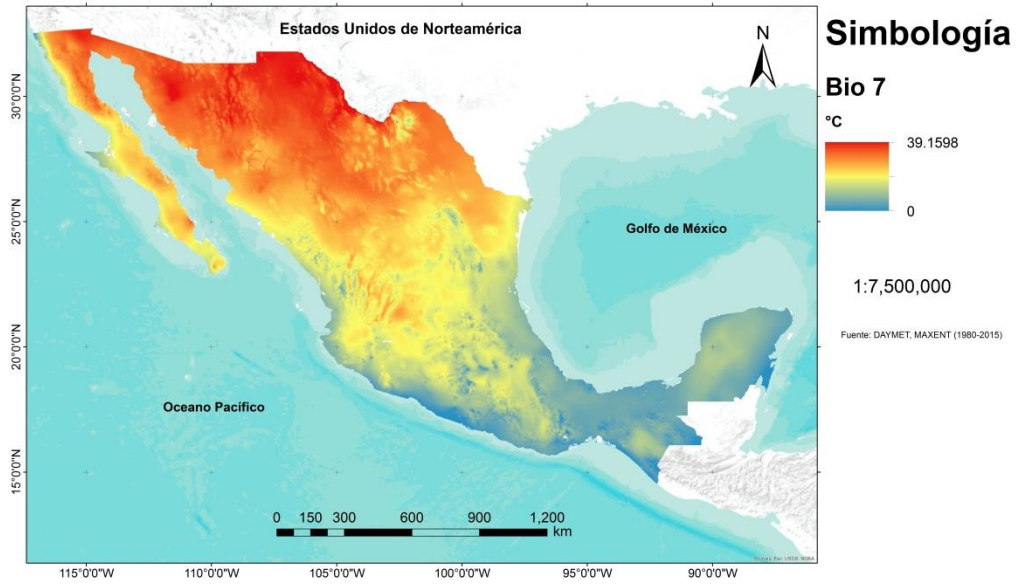 Estados Unidos de Norteamérica
N
Golfo de México
Oceano Pacífico
30°0'0"N
25°0'0"N
20°0'0"N
15°0'0"N
0 150 300 600 900 1,200
km
115°0'0"W 110°0'0"W 105°0'0"W 100°0'0"W 95°0'0"W 90°0'0"W
Simbología
Bio 7
°C
39.1598
0
1:7,500,000
Fuente: DAYMET, MAXENT (1980-2015)